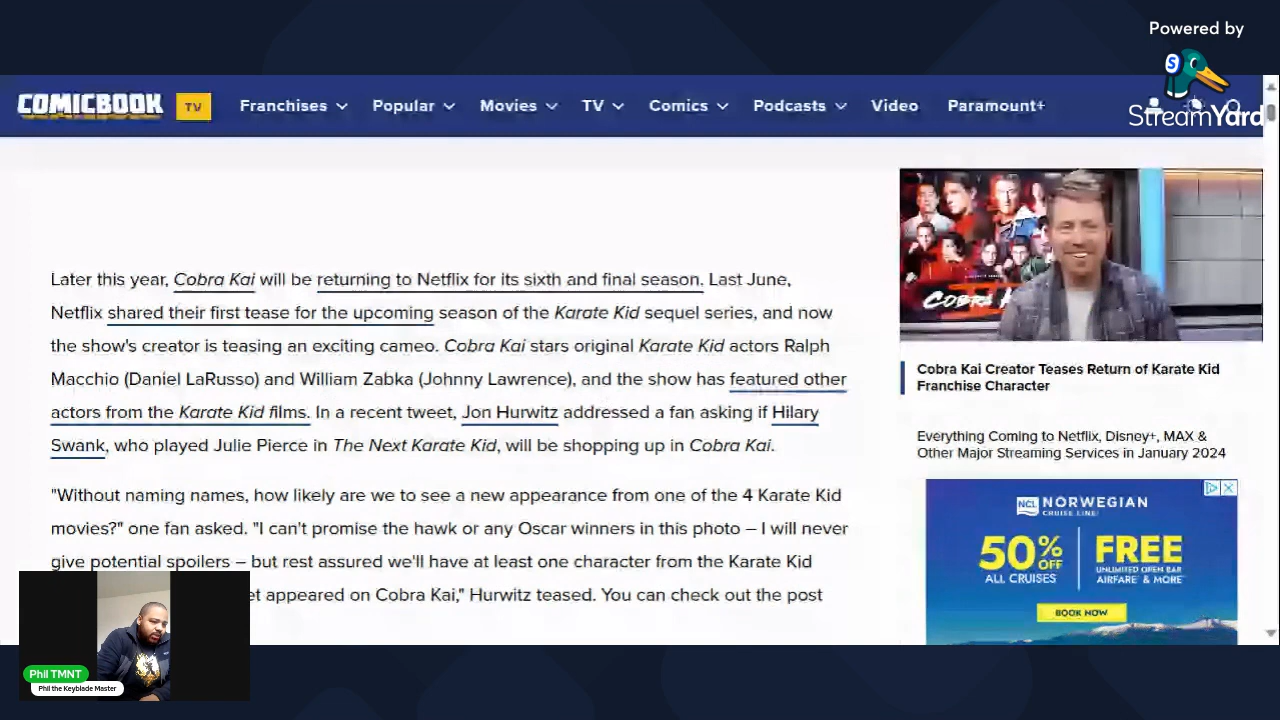 Powered by
StreamYard
COMICBOOK TV Franchises Popular Movies TV Comics Podcasts Video Paramount+
Later this year, Cobra Kai will be returning to Netflix for its sixth and final season. Last June,
Netflix shared their first tease for the upcoming season of the Karate Kid sequel series, and now
the show's creator is teasing an exciting cameo. Cobra Kai stars original Karate Kid actors Ralph
Macchio (Daniel LaRusso) and William Zabka (Johnny Lawrence), and the show has featured other
actors from the Karate Kid films. In a recent tweet, Jon Hurwitz addressed a fan asking if Hilary
Swank, who played Julie Pierce in The Next Karate Kid, will be shopping up in Cobra Kai.
"Without naming names, how likely are we to see a new appearance from one of the 4 Karate Kid
movies?" one fan asked. "I can't promise the hawk or any Oscar winners in this photo – I will never
give potential spoilers – but rest assured we'll have at least one character from the Karate Kid
et appeared on Cobra Kai," Hurwitz teased. You can check out the post
COBRA K
Cobra Kai Creator Teases Return of Karate Kid
Franchise Character
Everything Coming to Netflix, Disney+, MAX &
Other Major Streaming Services in January 2024
NCL NORWEGIAN
CRUISE LINE
50% OFF
ALL CRUISES
FREE
UNLIMITED OPEN BAR
AIRFARE & MORE
BOOK NOW
Phil TMNT
Phil the Keyblade Master